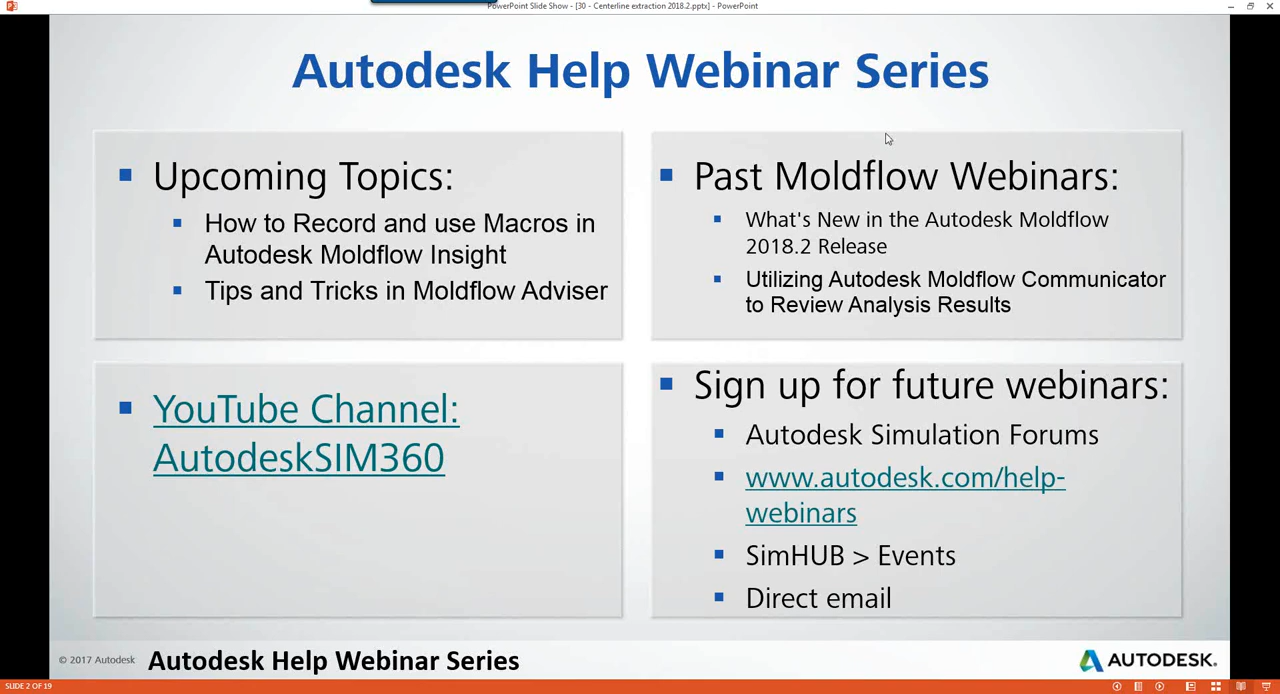 PowerPoint Slide Show - [30 - Centerline extraction 2018.2.pptx] - PowerPoint
Autodesk Help Webinar Series
Upcoming Topics:
How to Record and use Macros in
Autodesk Moldflow Insight
Tips and Tricks in Moldflow Adviser
Past Moldflow Webinars:
What's New in the Autodesk Moldflow
2018.2 Release
Utilizing Autodesk Moldflow Communicator
to Review Analysis Results
YouTube Channel:
AutodeskSIM360
Sign up for future webinars:
Autodesk Simulation Forums
www.autodesk.com/help-
webinars
SimHUB > Events
Direct email
© 2017 Autodesk
Autodesk Help Webinar Series
AUTODESK.
SLIDE 2 OF 19